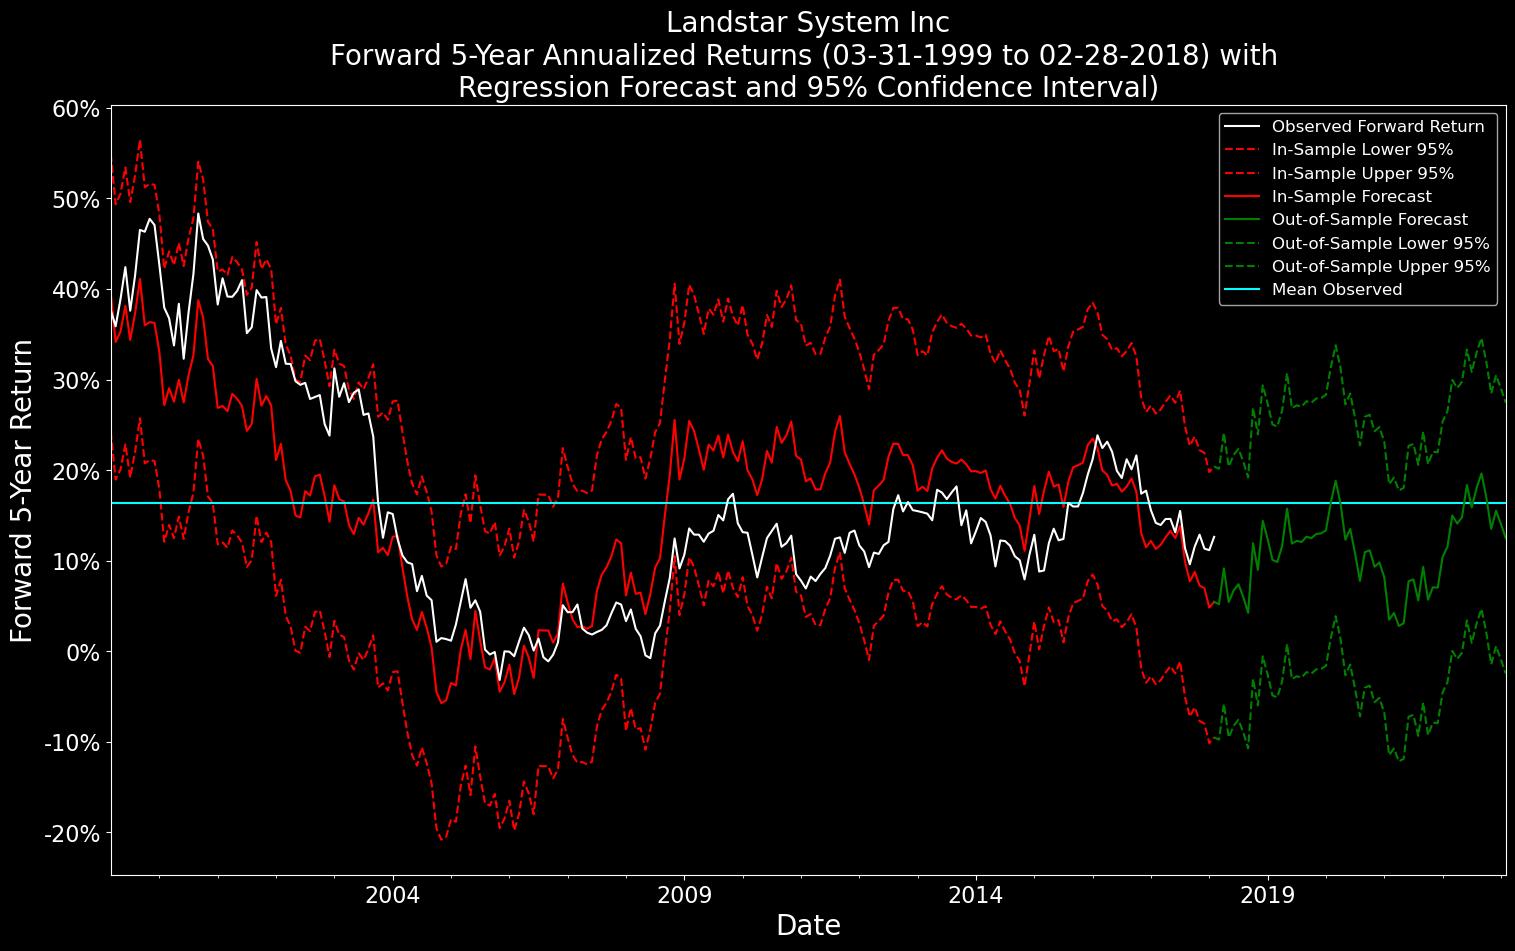 Landstar System Inc
Forward 5-Year Annualized Returns (03-31-1999 to 02-28-2018) with
Regression Forecast and 95% Confidence Interval)
60%
50%
40%
30%
20%
10%
0%
-10%
-20%
Forward 5-Year Return
Observed Forward Return
In-Sample Lower 95%
In-Sample Upper 95%
In-Sample Forecast
Out-of-Sample Forecast
Out-of-Sample Lower 95%
Out-of-Sample Upper 95%
Mean Observed
2004
2009
2014
2019
Date